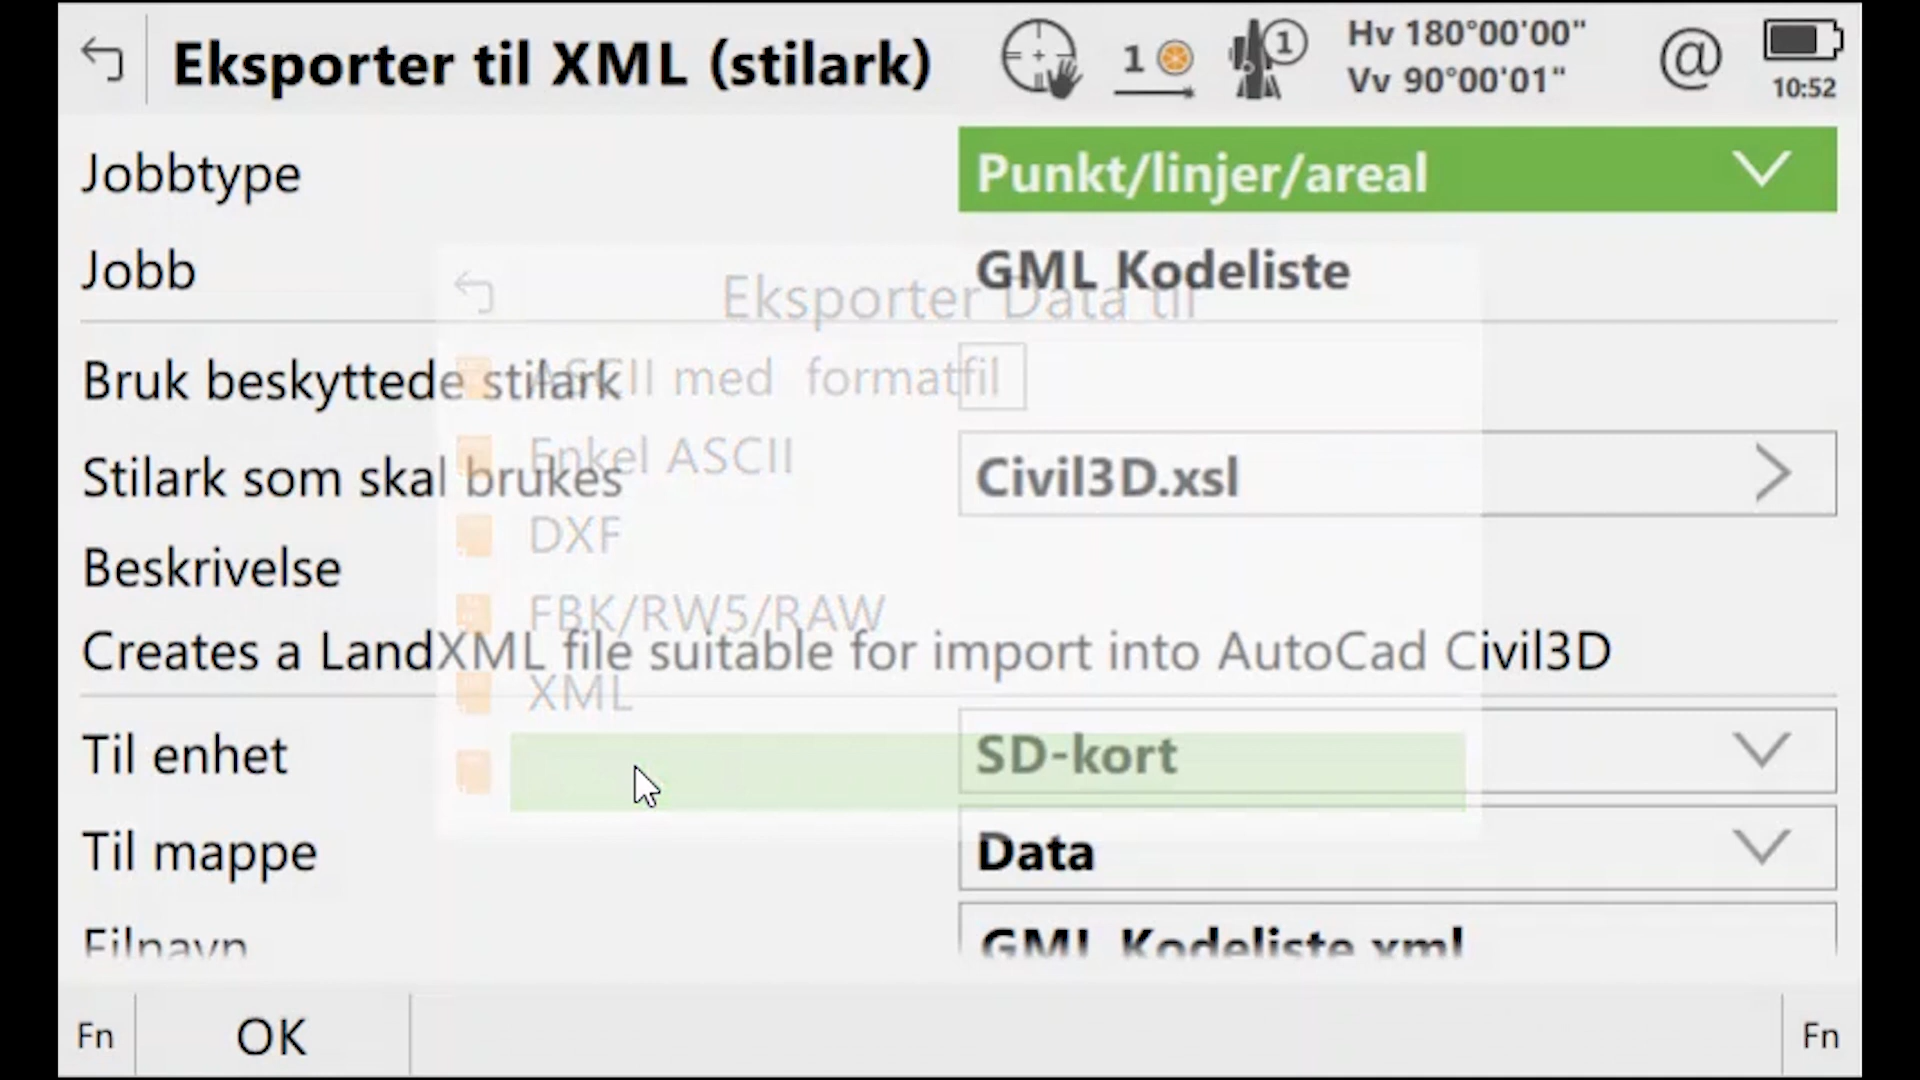 Eksporter til XML (stilark)
1
1
Hv 180°00'00"
Vv 90°00'01"
@
10:52
Jobbtype
Punkt/linjer/areal
Jobb
GML Kodeliste
Eksporter Data til
Bruk beskyttede stilark
ASCII med formatfil
Enkel ASCII
Stilark som skal brukes
Civil3D.xsl
DXF
Beskrivelse
FBK/RW5/RAW
Creates a LandXML file suitable for import into AutoCad Civil3D
XML
Til enhet
SD-kort
Til mappe
Data
Filnavn
GML Kodeliste.xml
Fn
OK
Fn